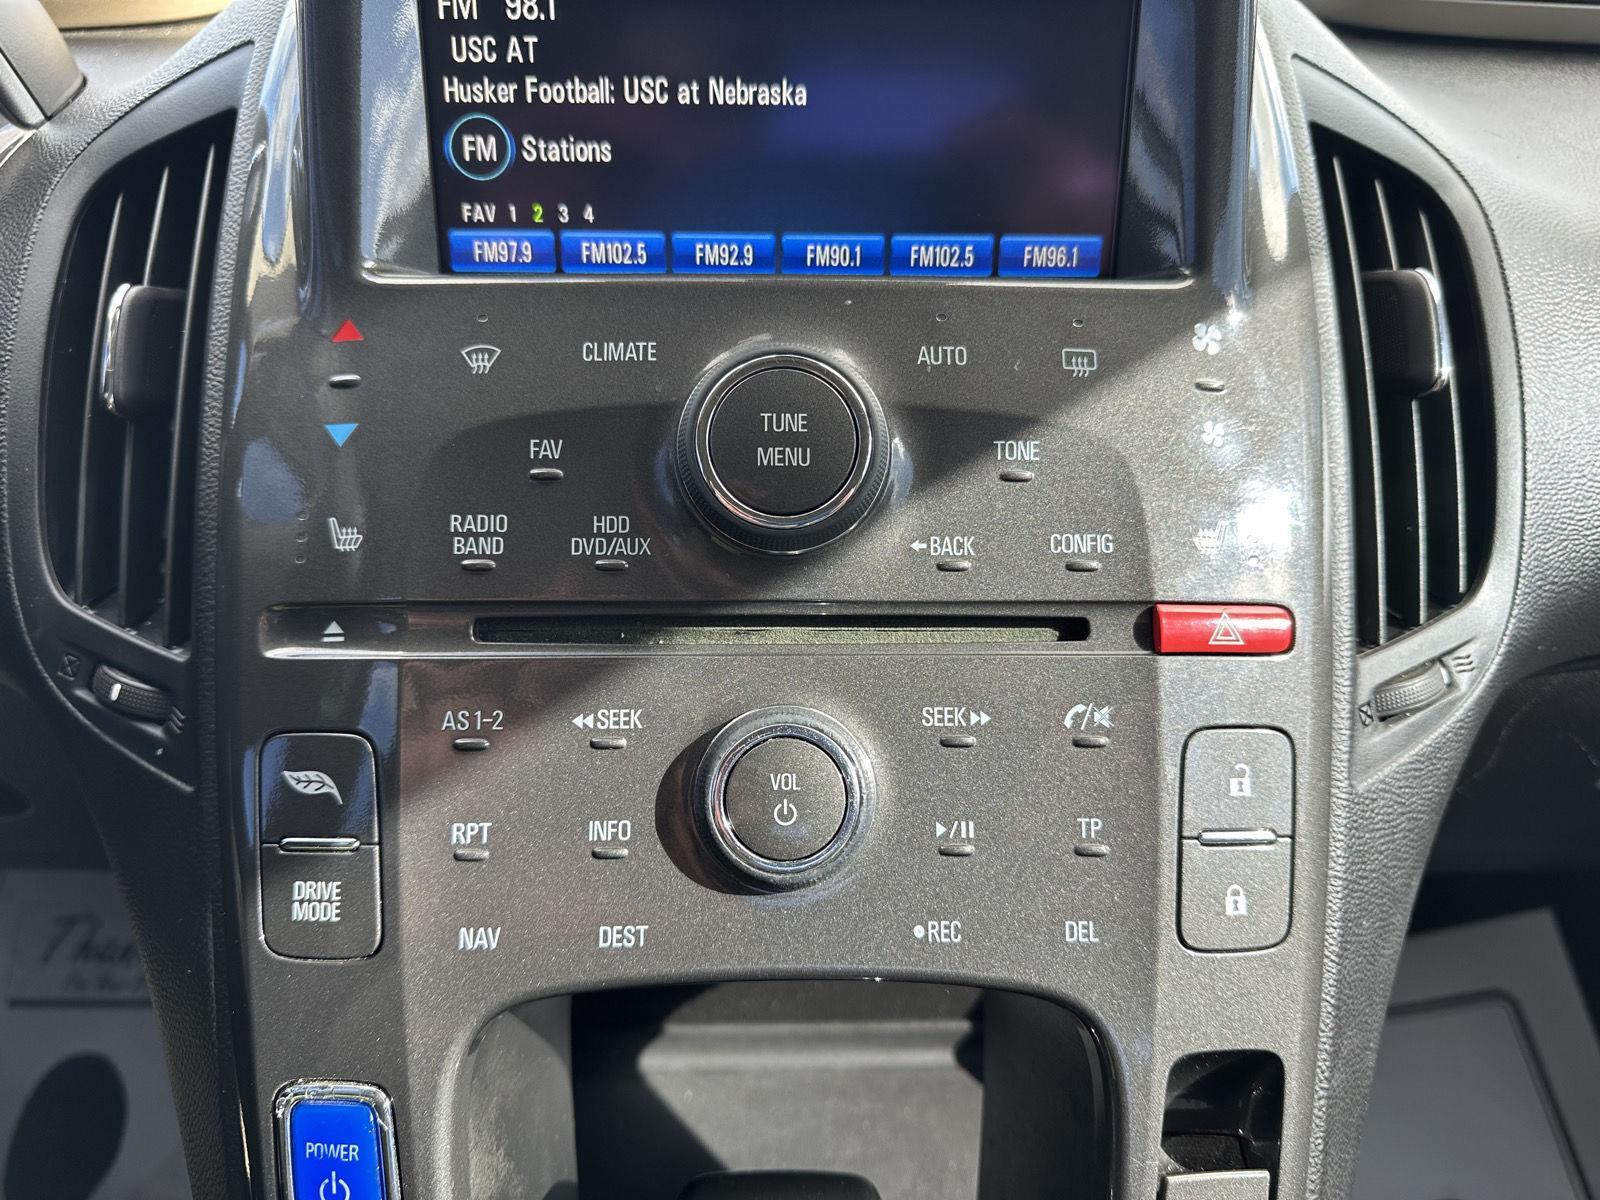 FM 98.1
USC AT
Husker Football: USC at Nebraska
FM Stations
FAV 1 2 3 4
FM97.9 FM102.5 FM92.9 FM90.1 FM102.5 FM96.1
CLIMATE
AUTO
TUNE
MENU
FAV
TONE
RADIO
BAND
HDD
DVD/AUX
BACK
CONFIG
AS 1-2
SEEK
SEEK
VOL
RPT
INFO
TP
DRIVE
MODE
NAV
DEST
REC
DEL
POWER